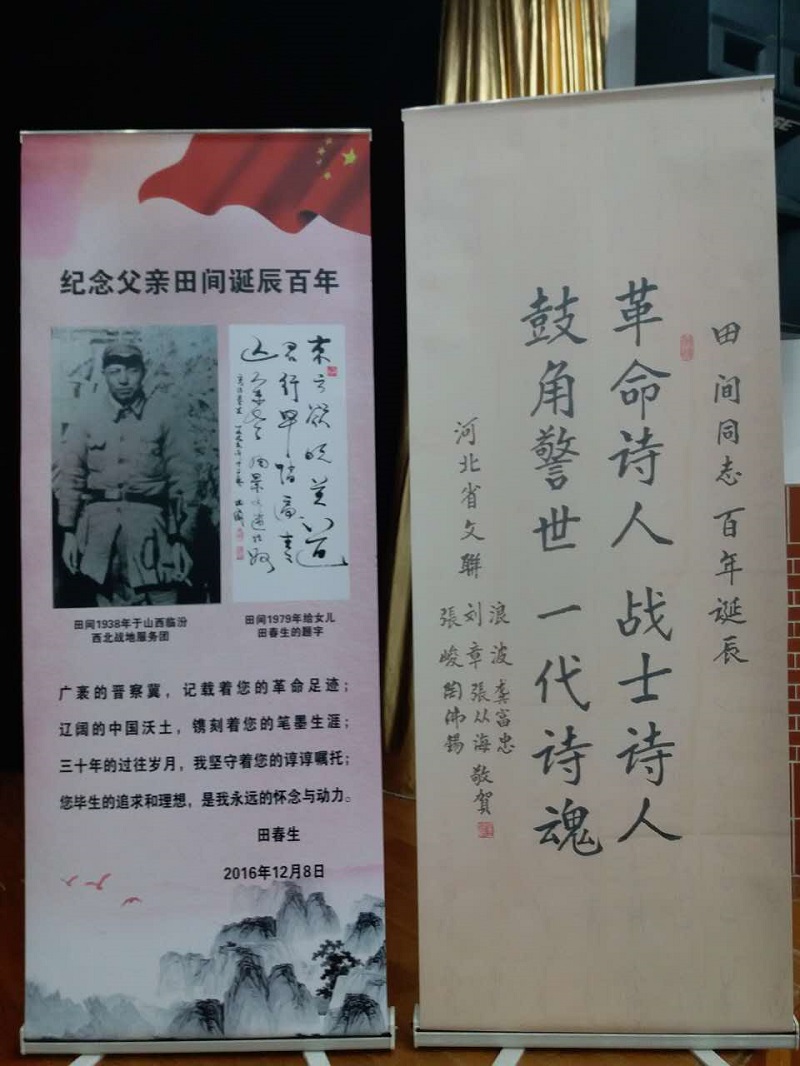 纪念父亲田间诞辰百年
田间1938年于山西临汾
西北战地服务团
田间1979年给女儿
田春生的题字
广袤的晋察冀，记载着您的革命足迹；
辽阔的中国沃土，镌刻着您的笔墨生涯；
三十年的过往岁月，我坚守着您的谆谆嘱托；
您毕生的追求和理想，是我永远的怀念与动力。
田春生
2016年12月8日
田间同志百年诞辰
革命诗人 战士诗人
鼓角警世 一代诗魂
河北省文聯
浪波 龚富忠
刘章 張从海 敬賀
張峻 陶佛錫